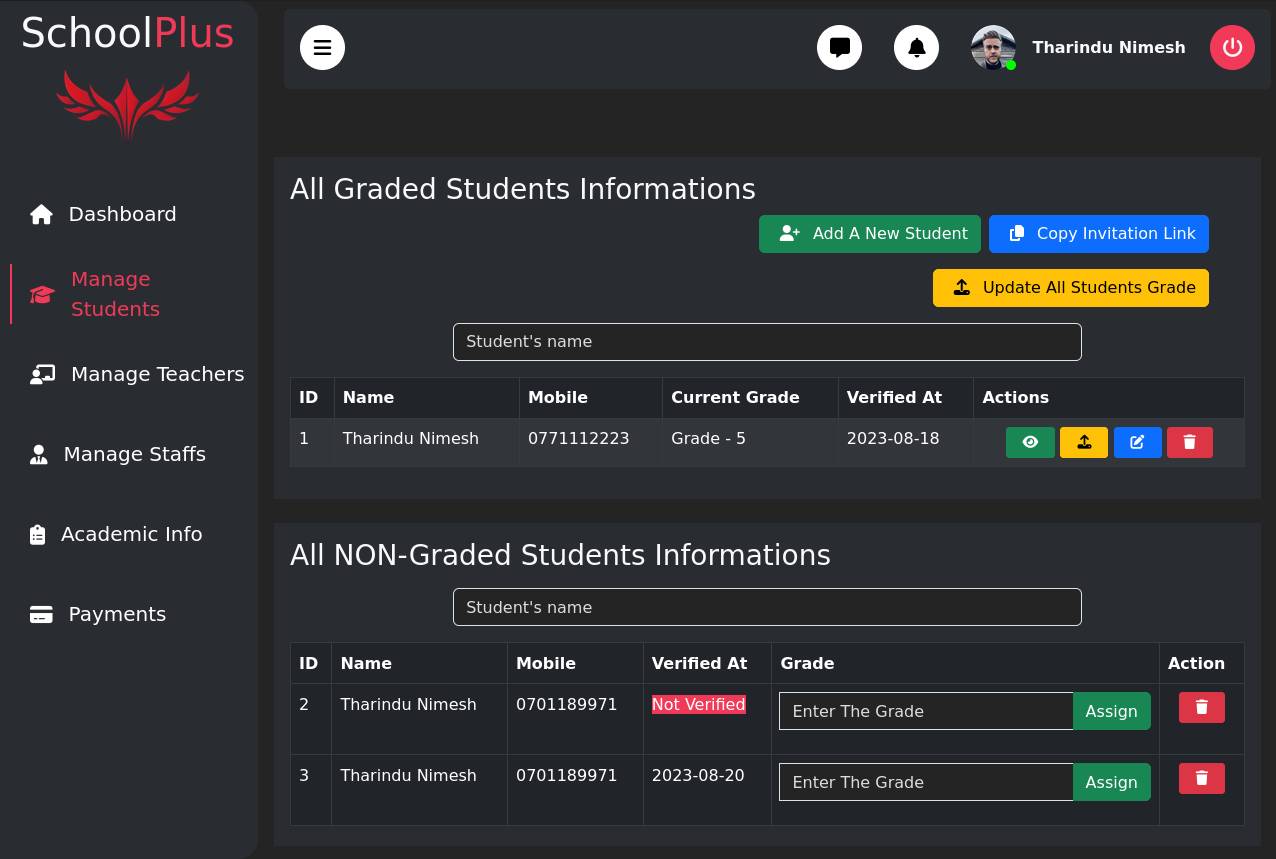 SchoolPlus
Tharindu Nimesh
Dashboard
Manage
Students
Manage Teachers
Manage Staffs
Academic Info
Payments
All Graded Students Informations
Add A New Student
Copy Invitation Link
Update All Students Grade
Student's name
ID Name Mobile Current Grade Verified At Actions
1 Tharindu Nimesh 0771112223 Grade - 5 2023-08-18
All NON-Graded Students Informations
Student's name
ID Name Mobile Verified At Grade Action
2 Tharindu Nimesh 0701189971 Not Verified Enter The Grade Assign
3 Tharindu Nimesh 0701189971 2023-08-20 Enter The Grade Assign